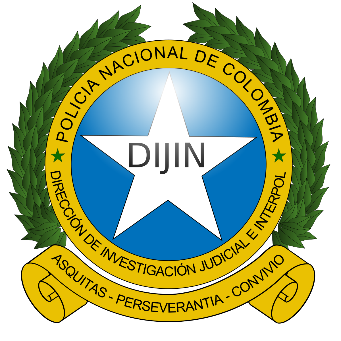 POLICIA NACIONAL DE COLOMBIA
DIJIN
DIRECCIÓN DE INVESTIGACIÓN JUDICIAL E INTERPOL
ASQUITAS - PERSEVERANTIA - CONVIVIO